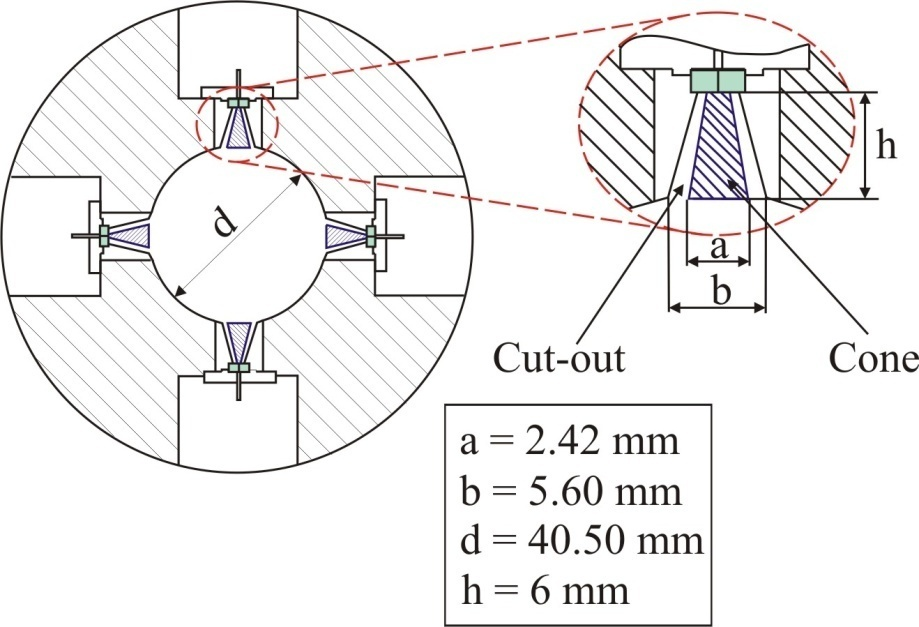 d
h
a
b
Cut-out
Cone
a = 2.42 mm
b = 5.60 mm
d = 40.50 mm
h = 6 mm